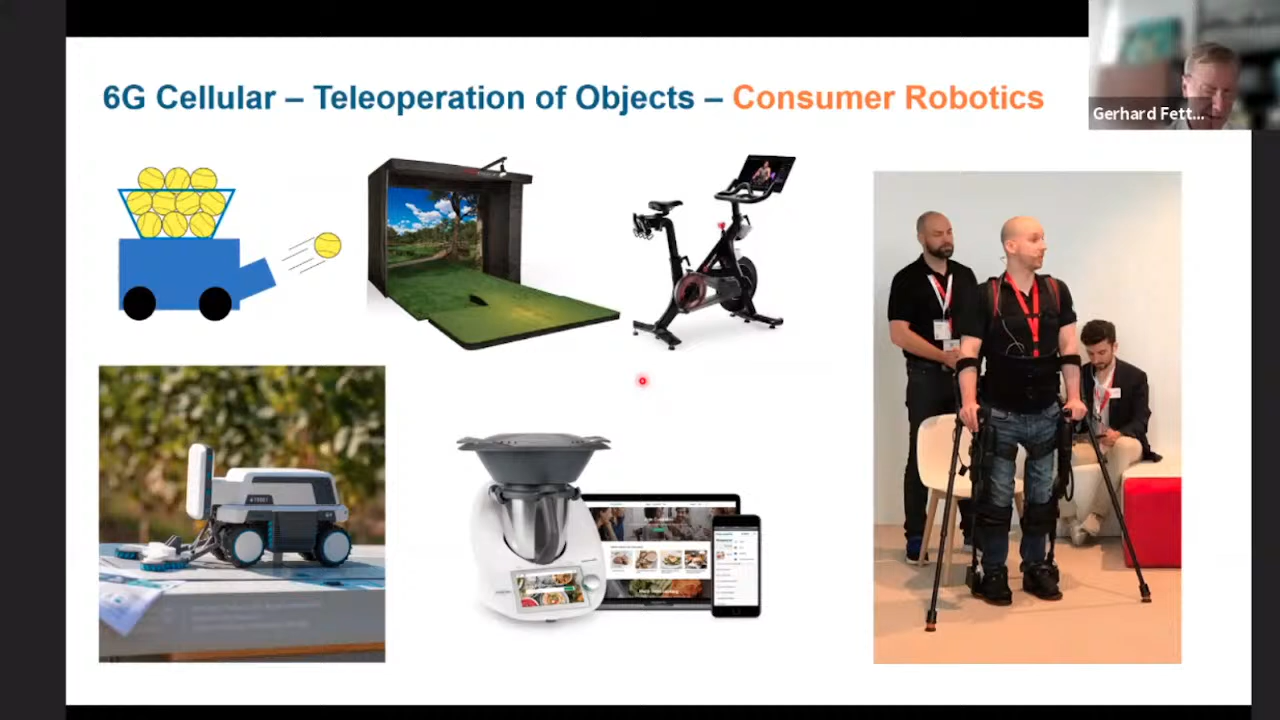 6G Cellular – Teleoperation of Objects – Consumer Robotics
Gerhard Fett...